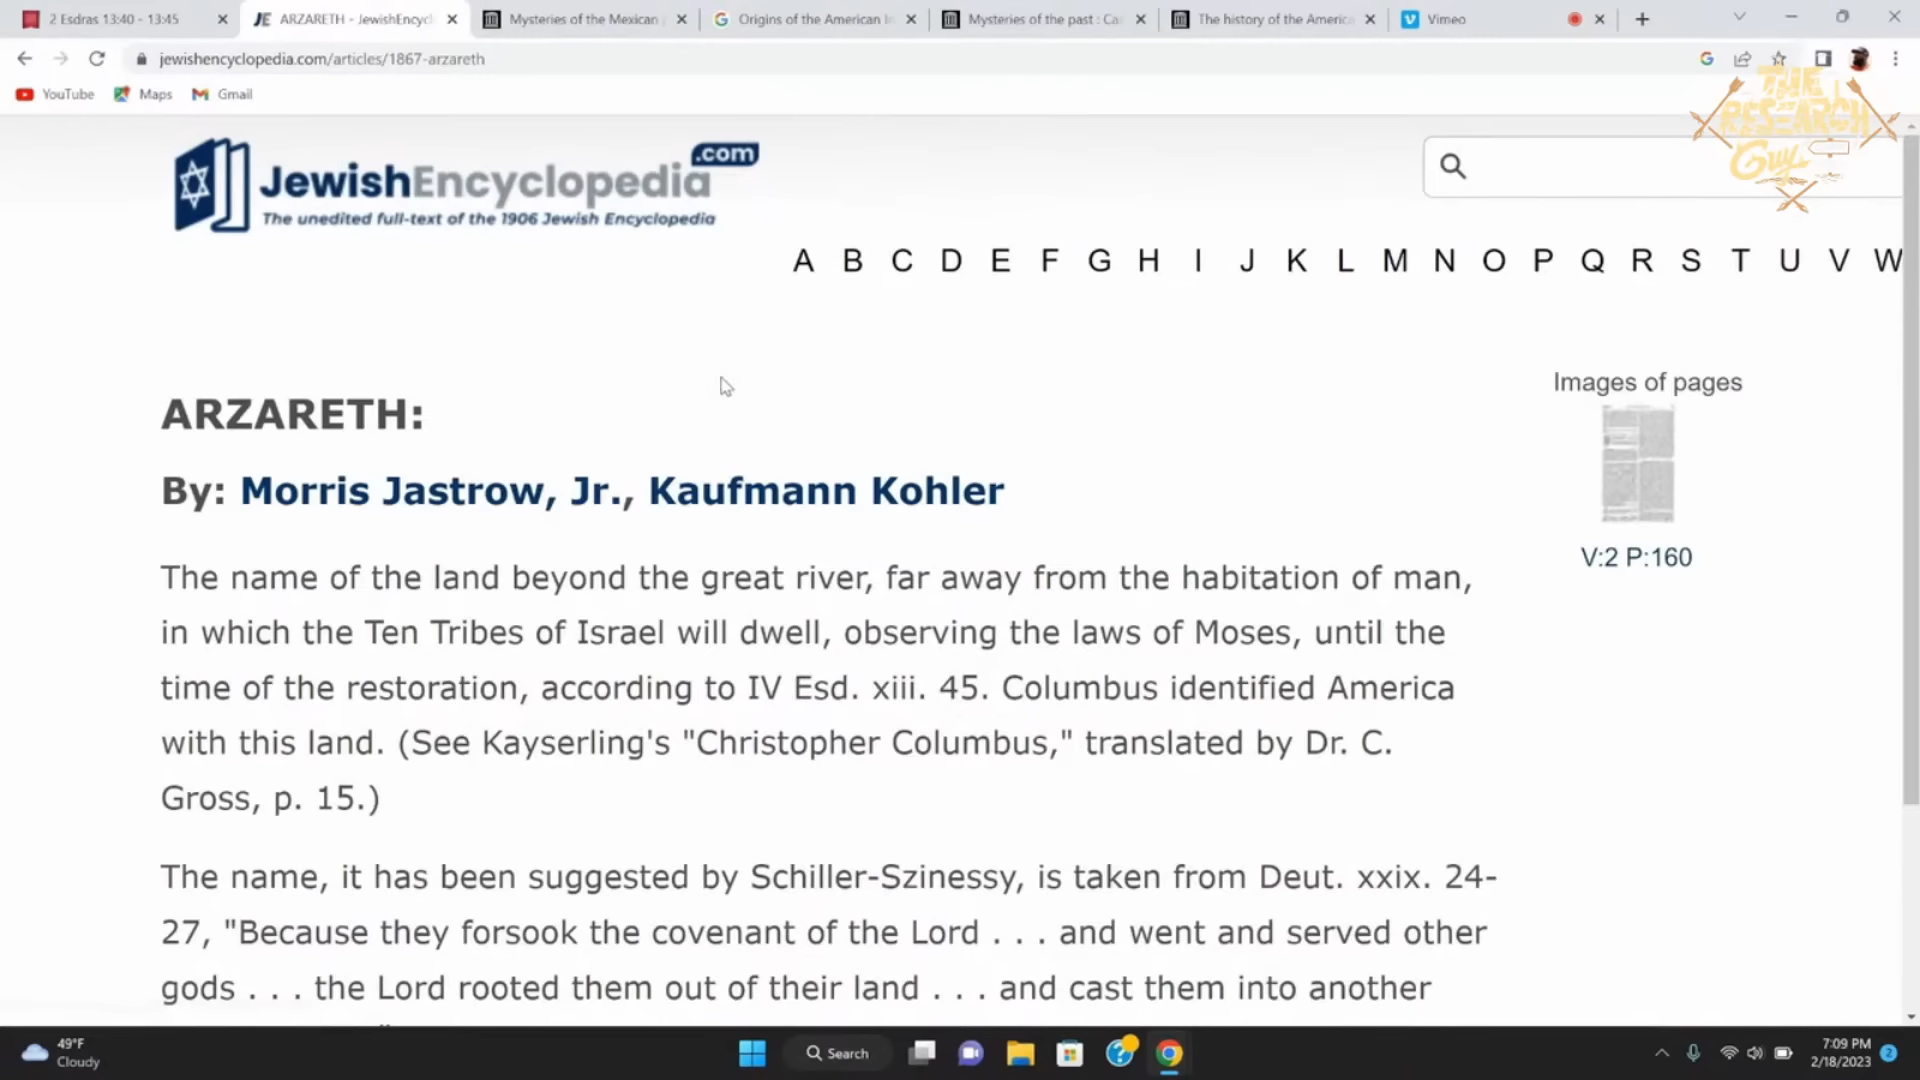 2 Esdras 13:40 - 13:45
ARZARETH - JewishEncycl
Mysteries of the Mexican
Origins of the American I
Mysteries of the past : Ca
The history of the America
Vimeo
jewishencyclopedia.com/articles/1867-arzareth
YouTube Maps Gmail
THE
RESEARCH
Guy
JewishEncyclopedia.com
The unedited full-text of the 1906 Jewish Encyclopedia
A B C D E F G H I J K L M N O P Q R S T U V W
Images of pages
V:2 P:160
ARZARETH:
By: Morris Jastrow, Jr., Kaufmann Kohler
The name of the land beyond the great river, far away from the habitation of man,
in which the Ten Tribes of Israel will dwell, observing the laws of Moses, until the
time of the restoration, according to IV Esd. xiii. 45. Columbus identified America
with this land. (See Kayserling's "Christopher Columbus," translated by Dr. C.
Gross, p. 15.)
The name, it has been suggested by Schiller-Szinessy, is taken from Deut. xxix. 24-
27, "Because they forsook the covenant of the Lord . . . and went and served other
gods . . . the Lord rooted them out of their land . . . and cast them into another
49°F
Cloudy
Search
7:09 PM
2/18/2023
2